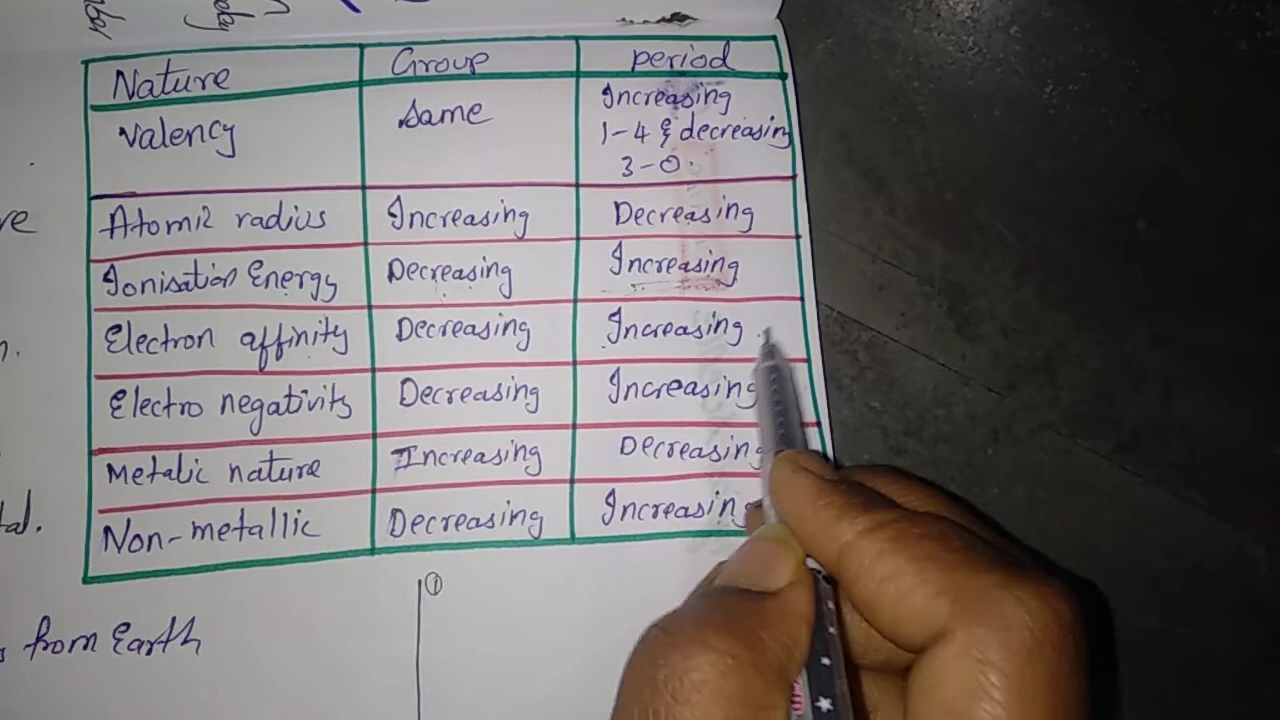 Nature Group period
Valency Same Increasing
1-4 & decreasing
3-0.
Atomic radius Increasing Decreasing
Ionisation Energy Decreasing Increasing
Electron affinity Decreasing Increasing.
Electro negativity Decreasing Increasing
Metalic nature Increasing Decreasing
Non-metallic Decreasing Increasing
①
from Earth